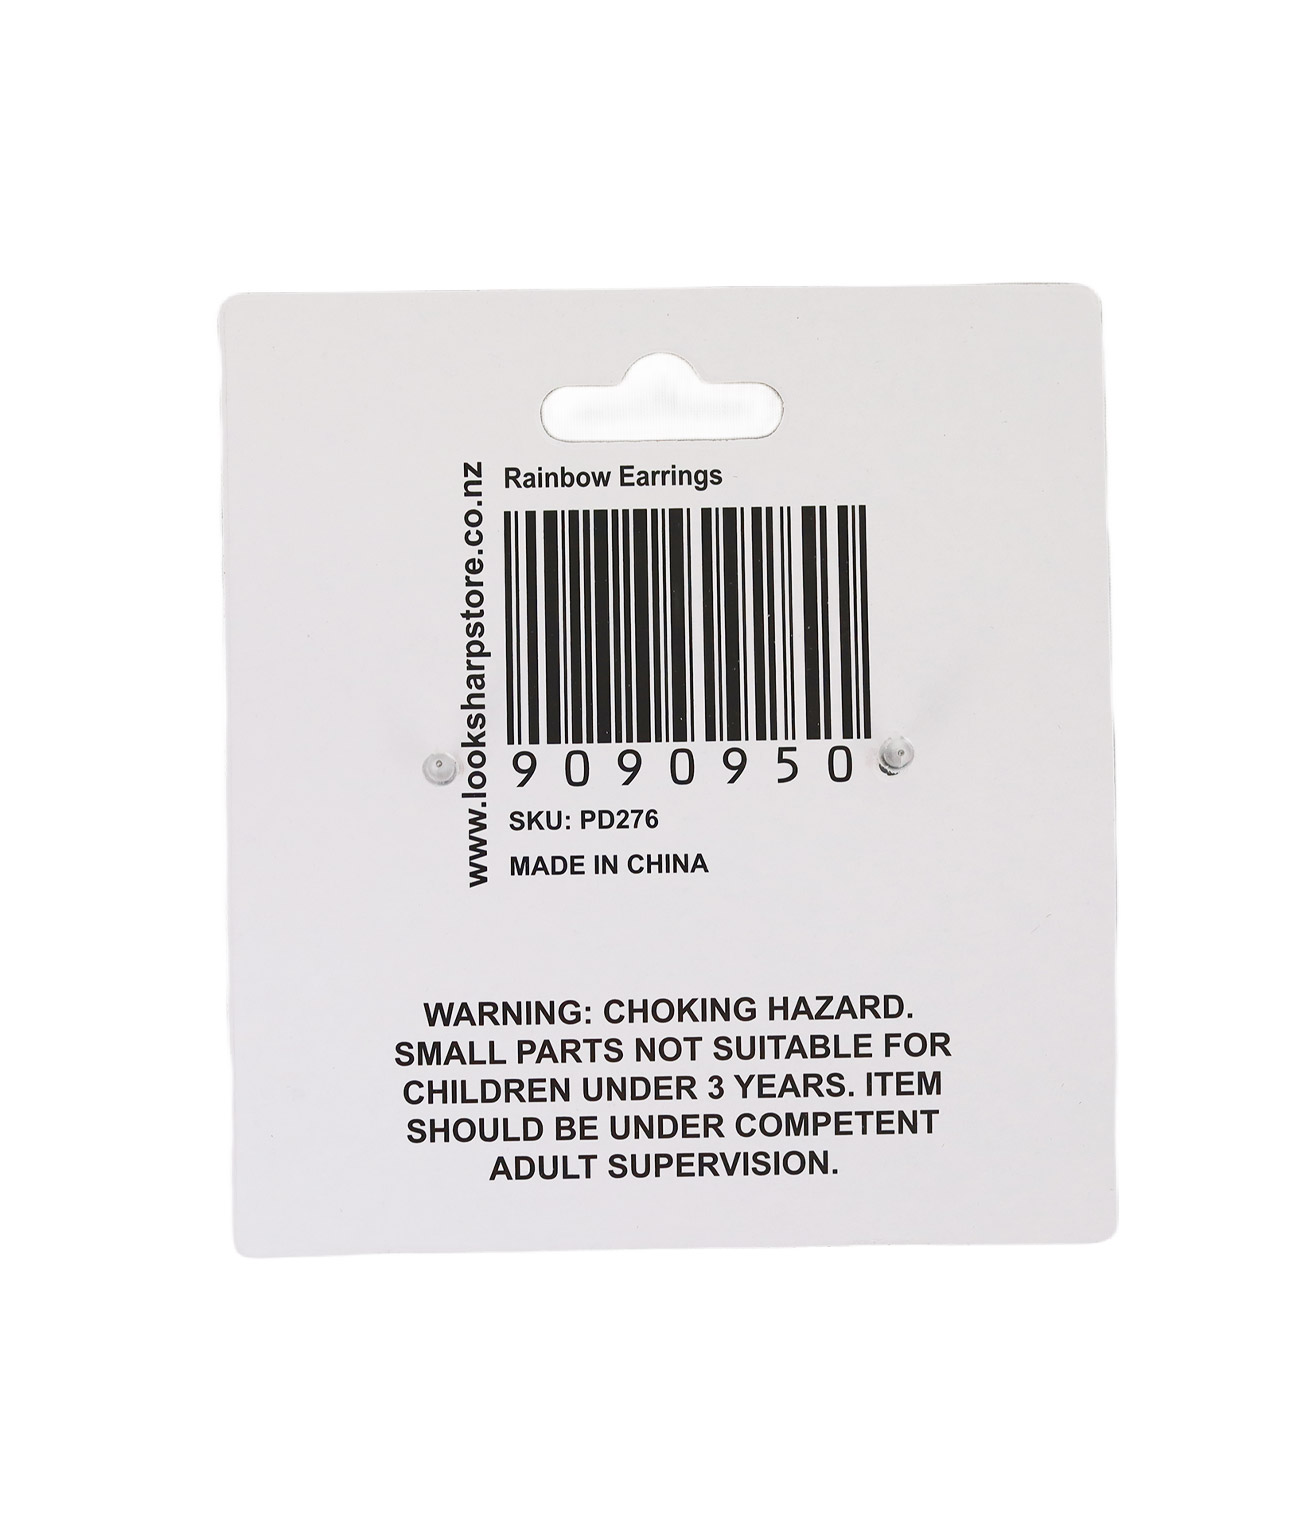 Rainbow Earrings
www.looksharpstore.co.nz
9090950
SKU: PD276
MADE IN CHINA
WARNING: CHOKING HAZARD.
SMALL PARTS NOT SUITABLE FOR
CHILDREN UNDER 3 YEARS. ITEM
SHOULD BE UNDER COMPETENT
ADULT SUPERVISION.